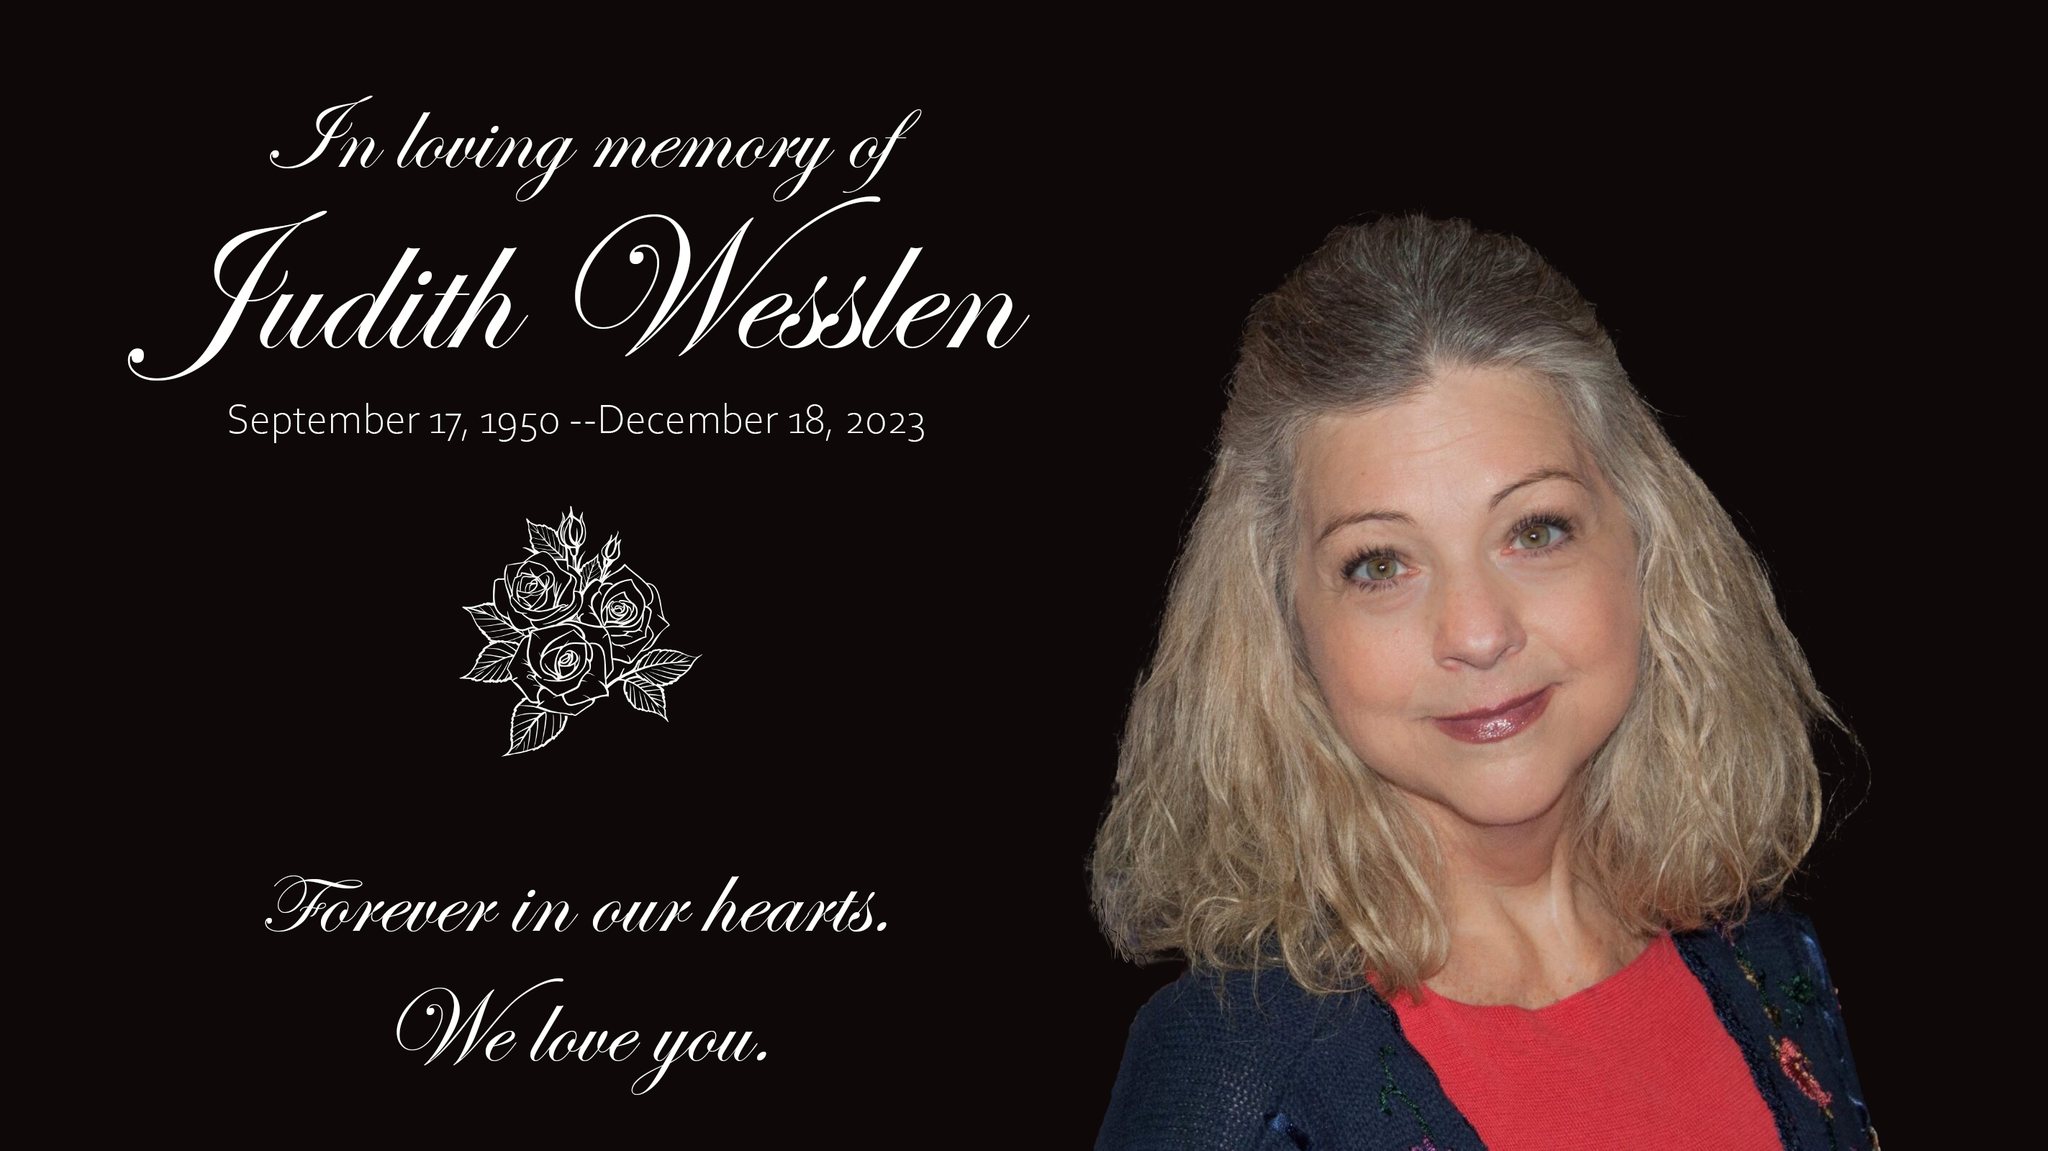 In loving memory of
Judith Wesslen
September 17, 1950 --December 18, 2023
Forever in our hearts.
We love you.